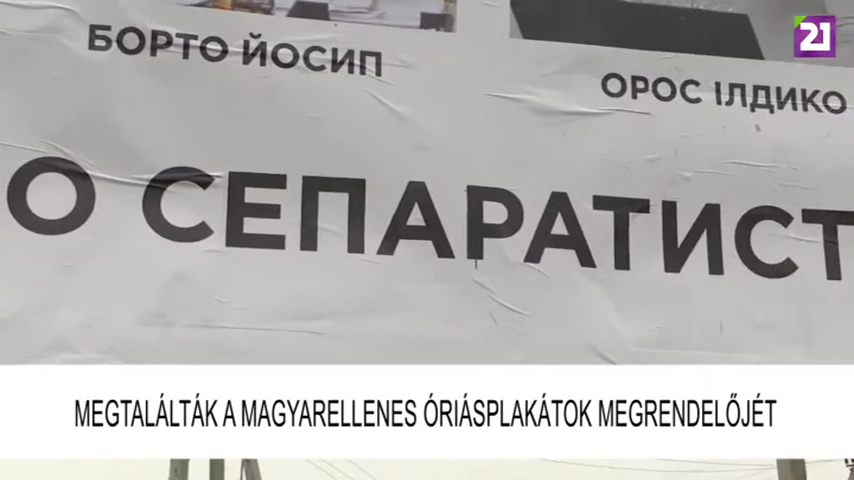 21
БОРТО ЙОСИП
ОРОС ІЛДИКО
О СЕПАРАТИСТ
MEGTALÁLTÁK A MAGYARELLENES ÓRIÁSPLAKÁTOK MEGRENDELŐJÉT